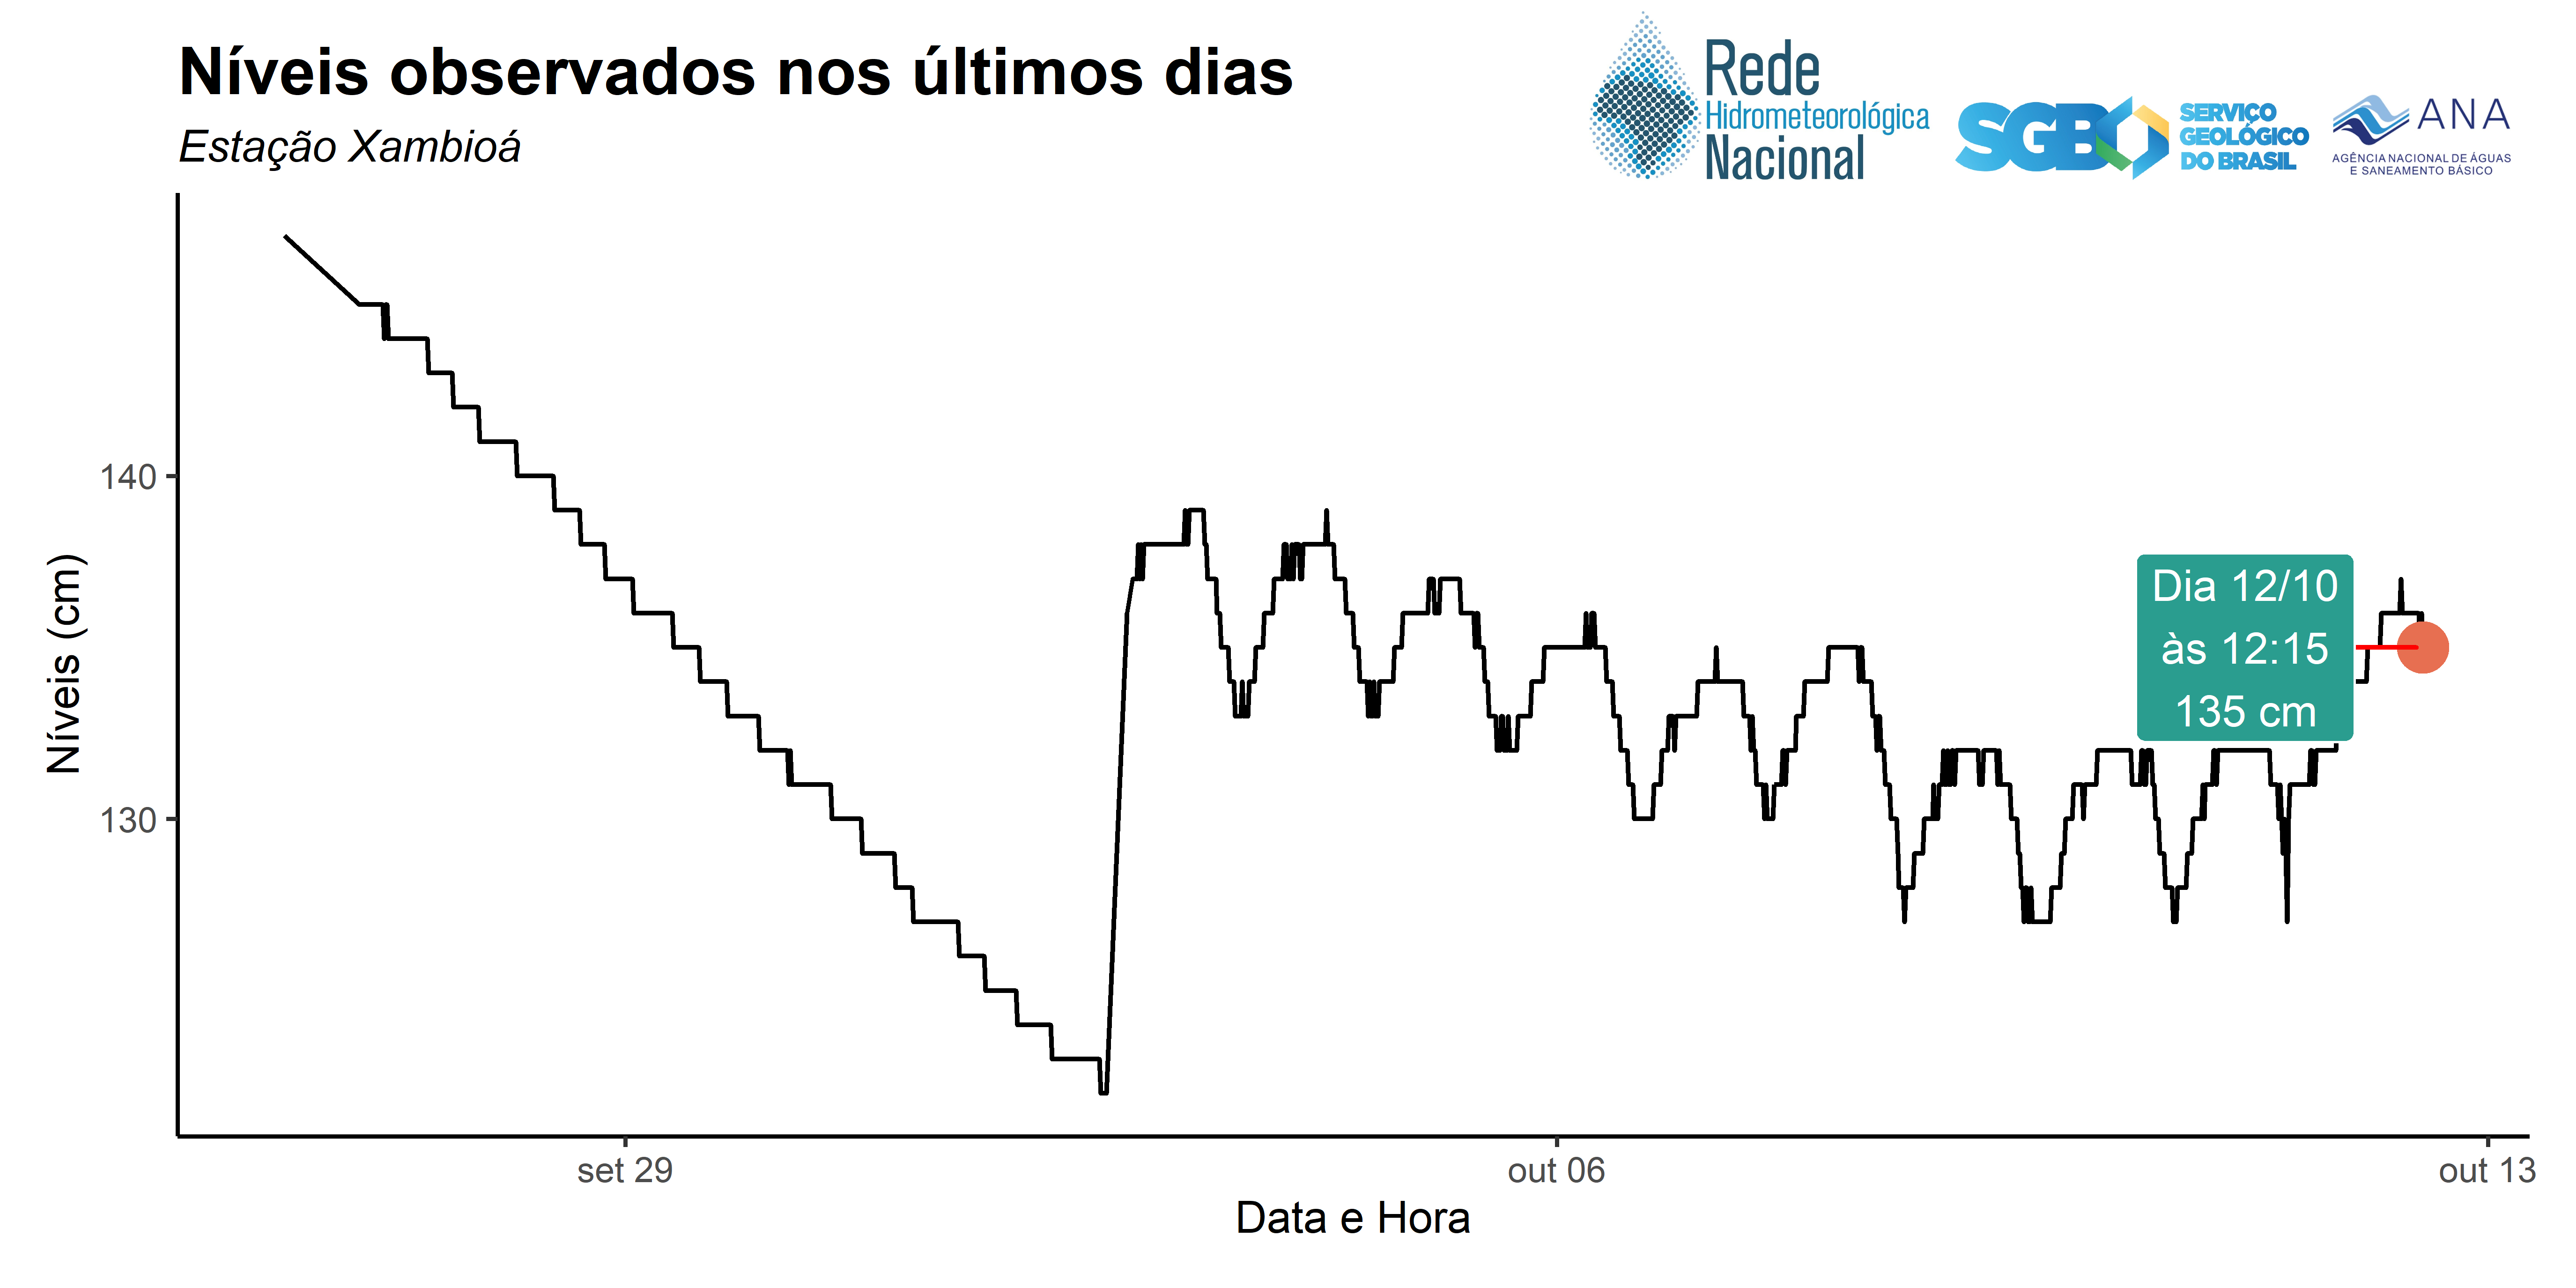 Níveis observados nos últimos dias
Estação Xambioá
Rede
Hidrometeorológica
Nacional
SGB
SERVIÇO
GEOLÓGICO
DO BRASIL
ANA
AGÊNCIA NACIONAL DE ÁGUAS
E SANEAMENTO BÁSICO
Níveis (cm)
140
130
Dia 12/10
às 12:15
135 cm
set 29
out 06
out 13
Data e Hora